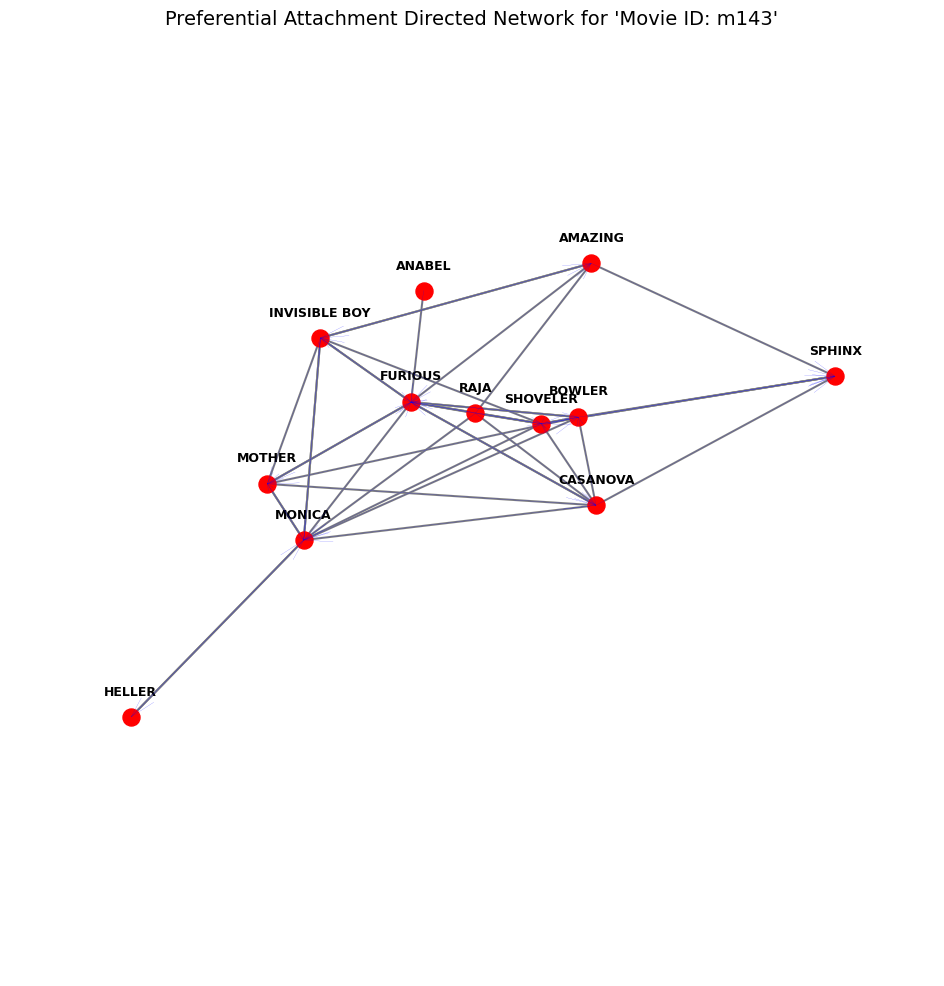 Preferential Attachment Directed Network for 'Movie ID: m143'
AMAZING
ANABEL
INVISIBLE BOY
SPHINX
FURIOUS
RAJA
BOWLER
SHOVELER
MOTHER
CASANOVA
MONICA
HELLER